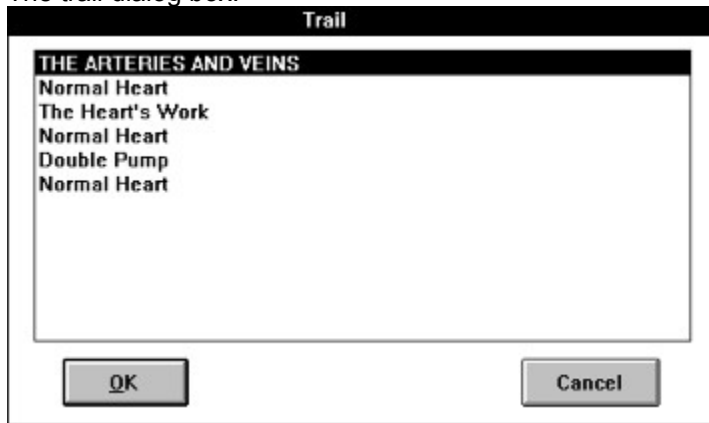 The trail dialog box.
Trail
THE ARTERIES AND VEINS
Normal Heart
The Heart's Work
Normal Heart
Double Pump
Normal Heart
OK
Cancel